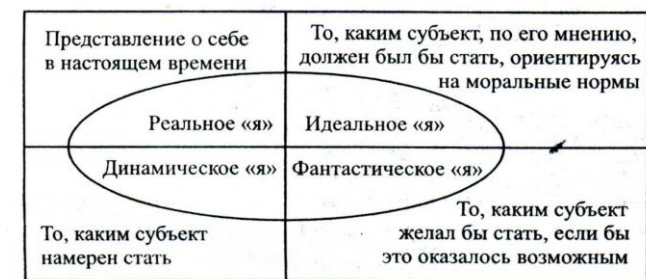 Представление о себе
в настоящем времени
То, каким субъект, по его мнению,
должен был бы стать, ориентируясь
на моральные нормы
Реальное «я»
Идеальное «я»
Динамическое «я»
Фантастическое «я»
То, каким субъект
намерен стать
То, каким субъект
желал бы стать, если бы
это оказалось возможным